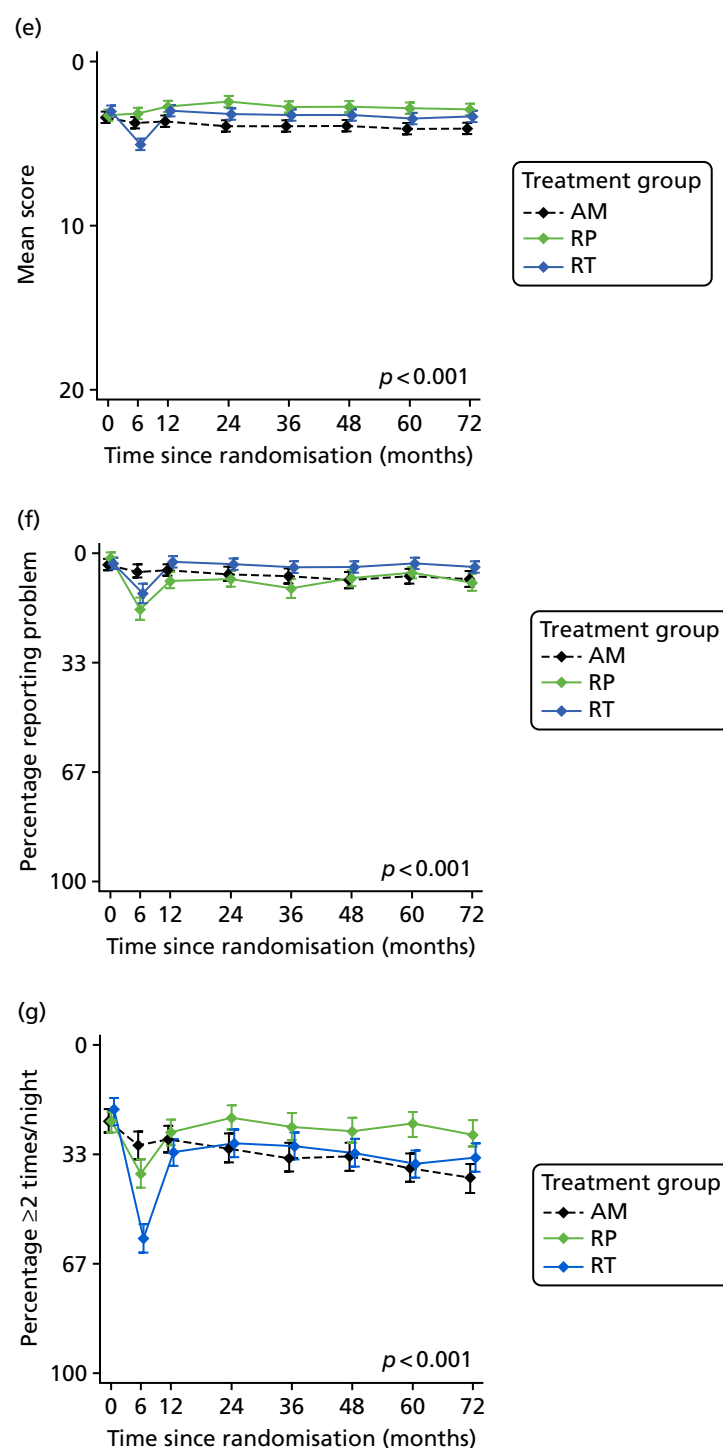 (e)
0
10
20
Mean score
p < 0.001
0 6 12 24 36 48 60 72
Time since randomisation (months)
Treatment group
AM
RP
RT
(f)
0
33
67
100
Percentage reporting problem
p < 0.001
0 6 12 24 36 48 60 72
Time since randomisation (months)
Treatment group
AM
RP
RT
(g)
0
33
67
100
Percentage ≥2 times/night
p < 0.001
0 6 12 24 36 48 60 72
Time since randomisation (months)
Treatment group
AM
RP
RT